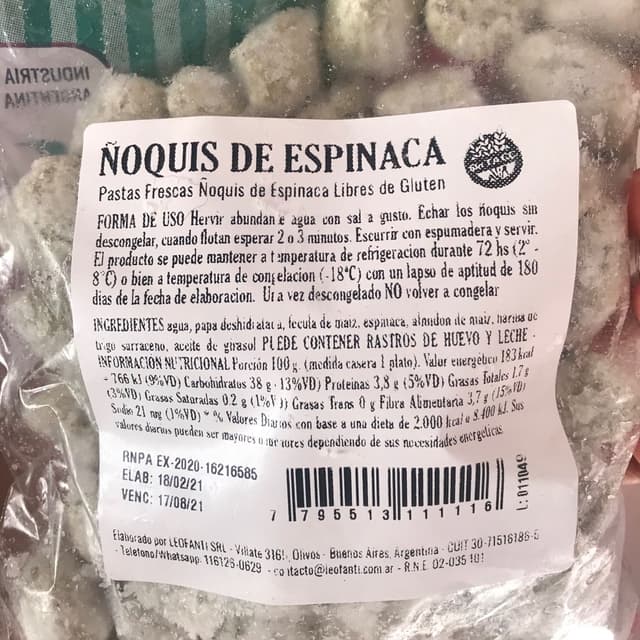 INDUSTRIA
ARGENTINA
ÑOQUIS DE ESPINACA
Pastas Frescas Ñoquis de Espinaca Libres de Gluten
FORMA DE USO Hervir abundan e agua con sal a gusto. Echar los ñoquis sin
descongelar, cuando flotan esperar 2 o 3 minutos. Escurrir con espumadera y servir.
El producto se puede mantener a t mperatura de refrigeracion durante 72 hs (2° -
8°C) o bien a temperatura de congelacion (-18°C) con un lapso de aptitud de 180
dias de la fecha de elaboracion. Una vez descongelado NO volver a congelar
INGREDIENTES agua, papa deshidratada, fecula de maiz, espinaca, almidon de maiz, harina de
trigo sarraceno, aceite de girasol PUEDE CONTENER RASTROS DE HUEVO Y LECHE -
INFORMACION NUTRICIONAL Porción 100 g. (medida casera 1 plato). Valor energético 183 kcal
- 766 kJ (9%VD) Carbohidratos 38 g - 13%VD) Proteinas 3,8 g (5%VD) Grasas Totales 1.7 g
(3%VD) Grasas Saturadas 0.2 g (1%VD) Grasas Trans 0 g Fibra Alimentaria 3,7 g (15%VD)
Sodio 21 mg (1%VD) * % Valores Diarios con base a una dieta de 2.000 kcal u 8.400 kJ. Sus
valores diarios pueden ser mayores o menores dependiendo de sus necesidades energeticas.
RNPA EX-2020-16216585
ELAB: 18/02/21
VENC: 17/08/21
7 795513 111116
L: 011049
Elaborado por LEOFANTI SRL - Villate 316!, Olivos - Buenos Aires, Argentina - CUIT 30-71516186-5
- Telefono/Whatsapp: 116126-0629 - contacto@leofanti.com.ar - R.N.E. 02-035